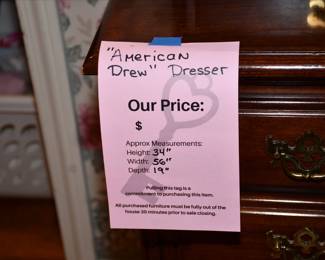 "American
Drew" Dresser
Our Price:
$
Approx Measurements:
Height: 34"
Width: 56"
Depth: 19"
Pulling this tag is a
commitment to purchasing this item.
All purchased furniture must be fully out of the
house 30 minutes prior to sale closing.